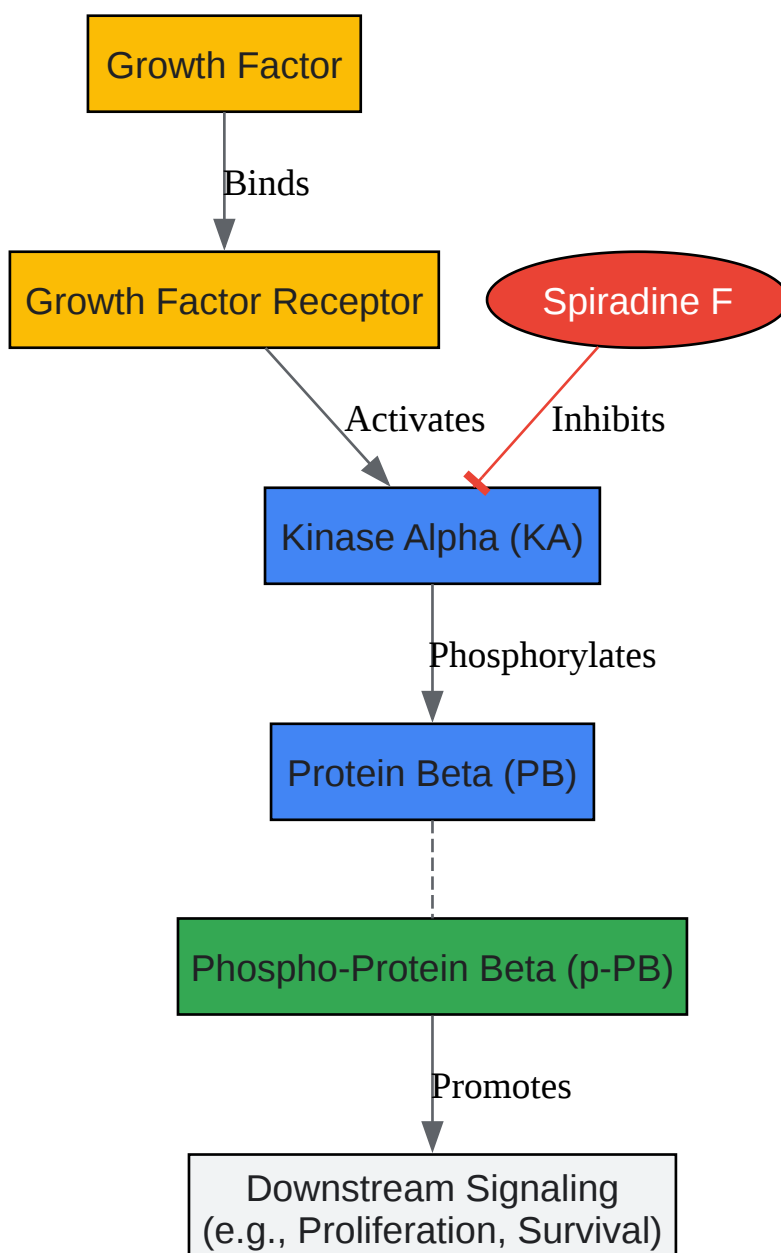 Growth Factor
Binds
Growth Factor Receptor
Spiradine F
Activates
Inhibits
Kinase Alpha (KA)
Phosphorylates
Protein Beta (PB)
Phospho-Protein Beta (p-PB)
Promotes
Downstream Signaling
(e.g., Proliferation, Survival)